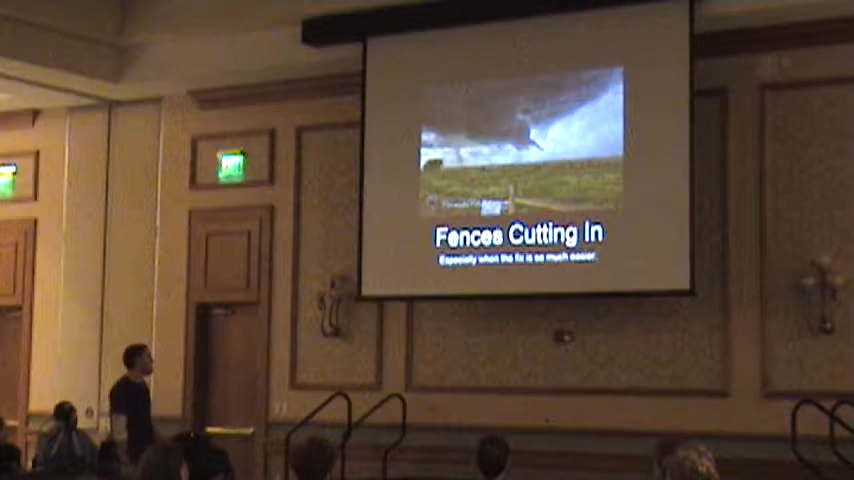 Fences Cutting In
Especially when the fix is so much easier.